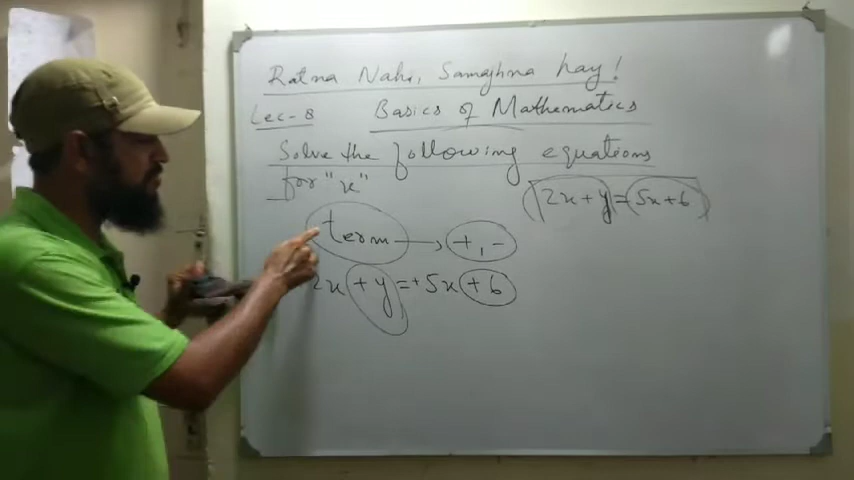 Ratna Nahi, Samajhna hay!
Lec-8 Basics of Mathematics
Solve the following equations
for "x"
2x+y=5x+6
term → +, -
2x+y=+5x+6